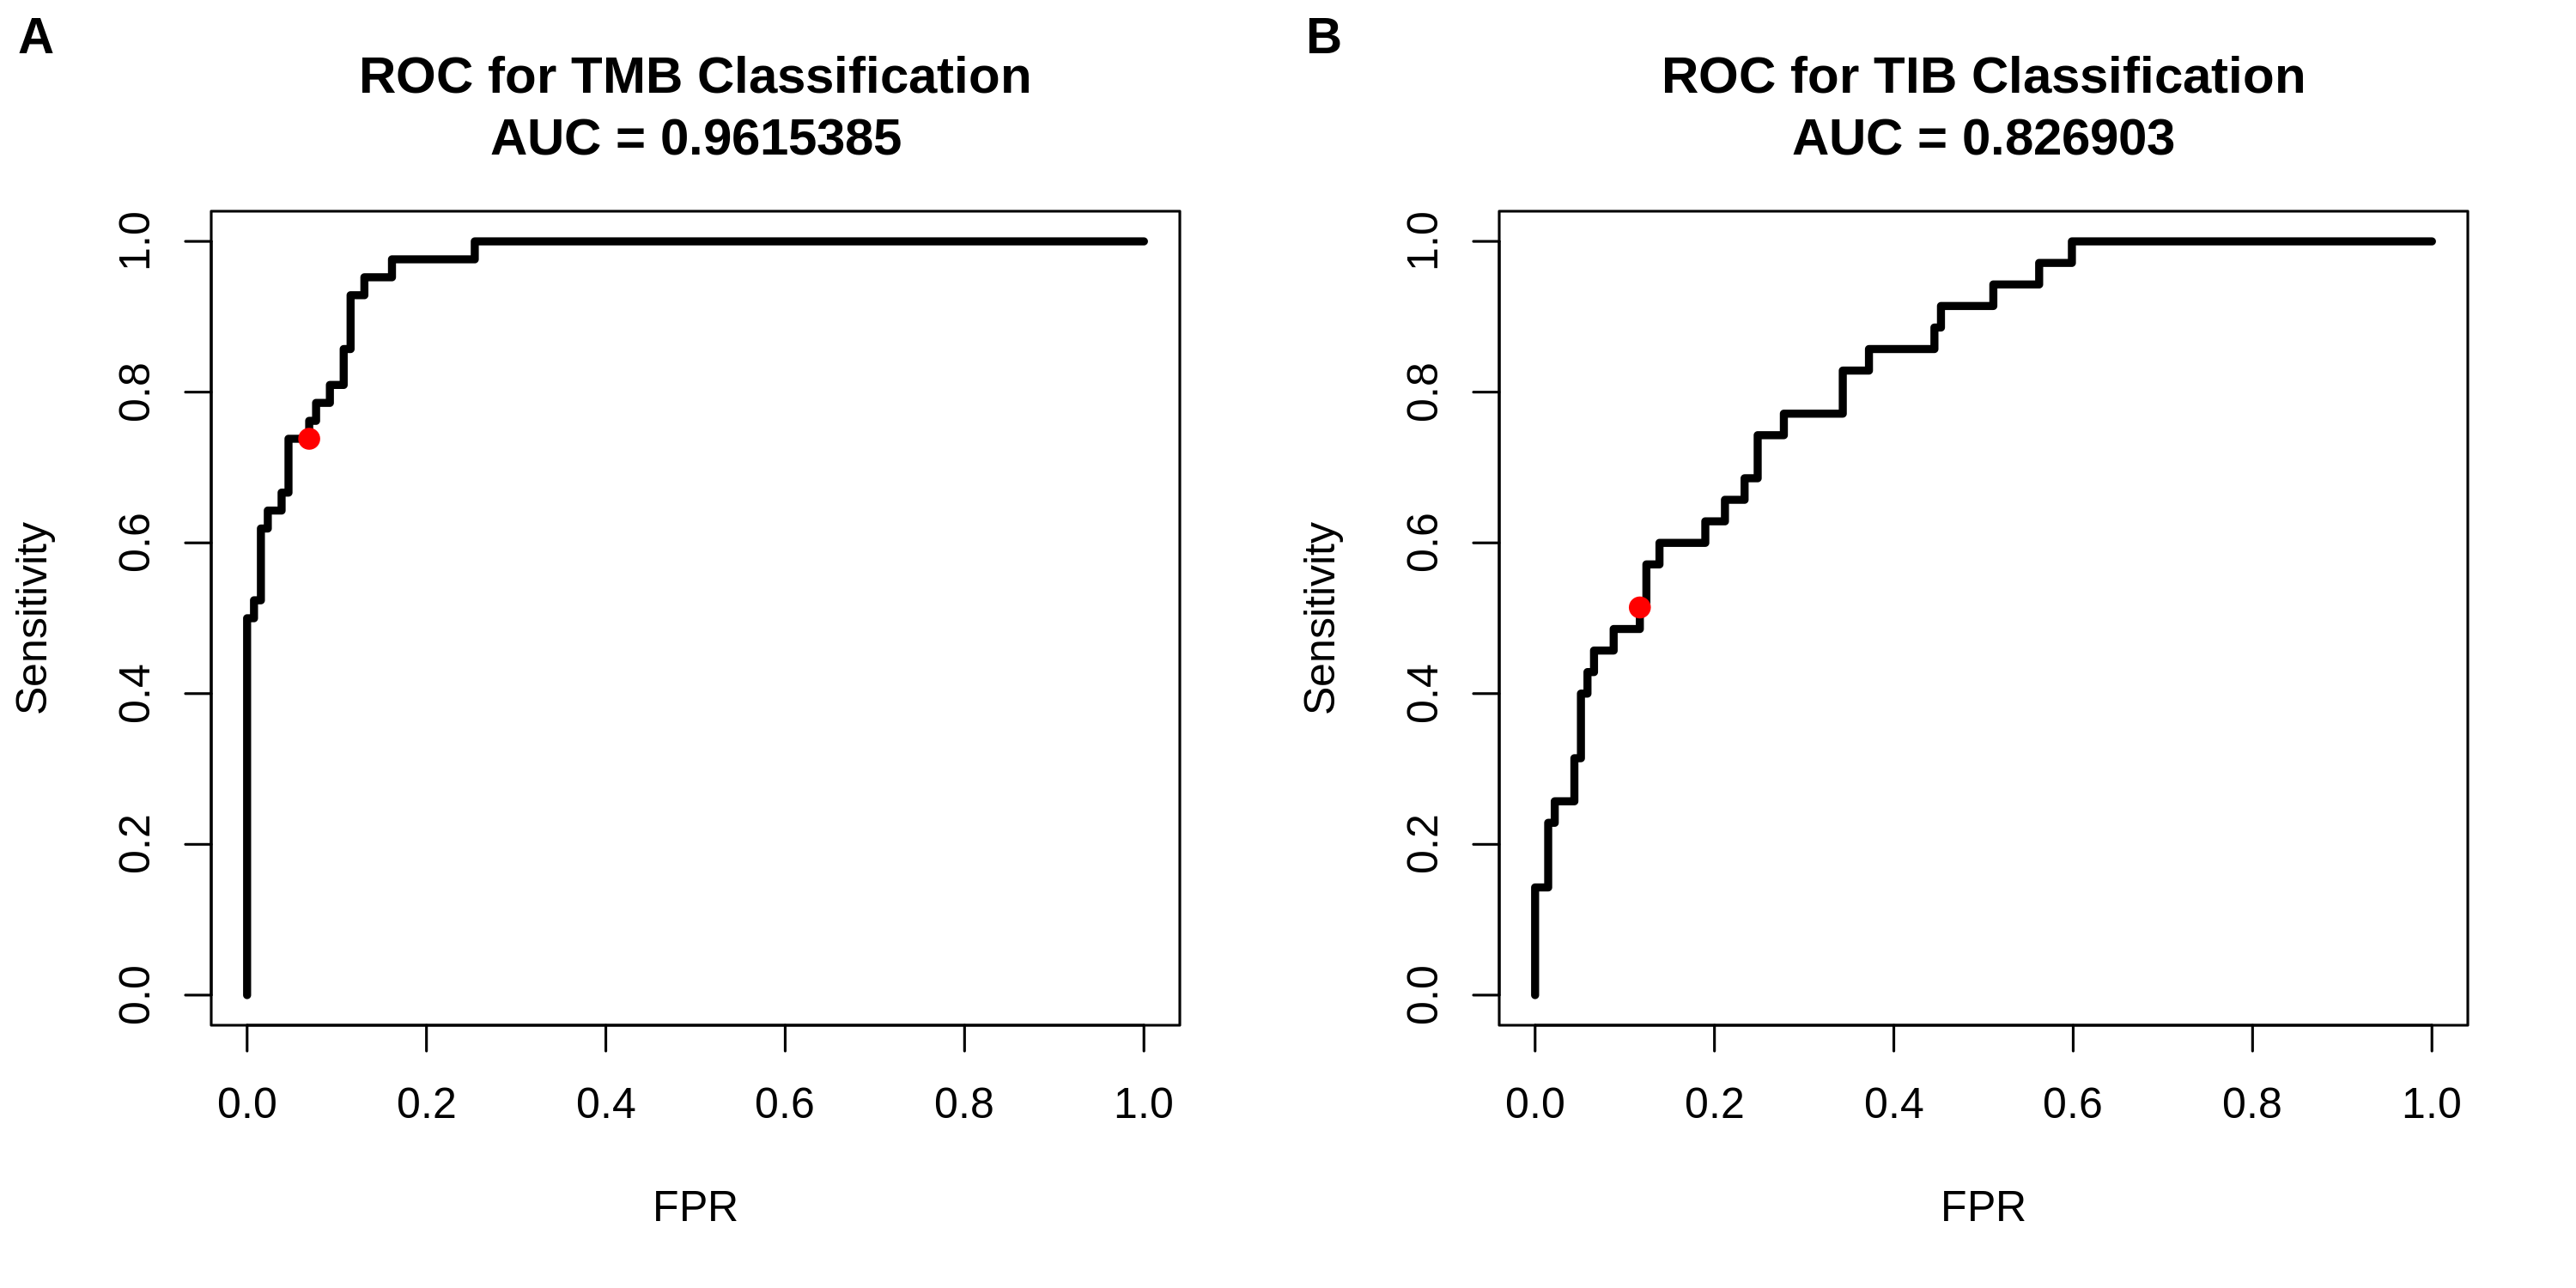 A
ROC for TMB Classification
AUC = 0.9615385
Sensitivity
1.0
0.8
0.6
0.4
0.2
0.0
0.0 0.2 0.4 0.6 0.8 1.0
FPR
B
ROC for TIB Classification
AUC = 0.826903
Sensitivity
1.0
0.8
0.6
0.4
0.2
0.0
0.0 0.2 0.4 0.6 0.8 1.0
FPR